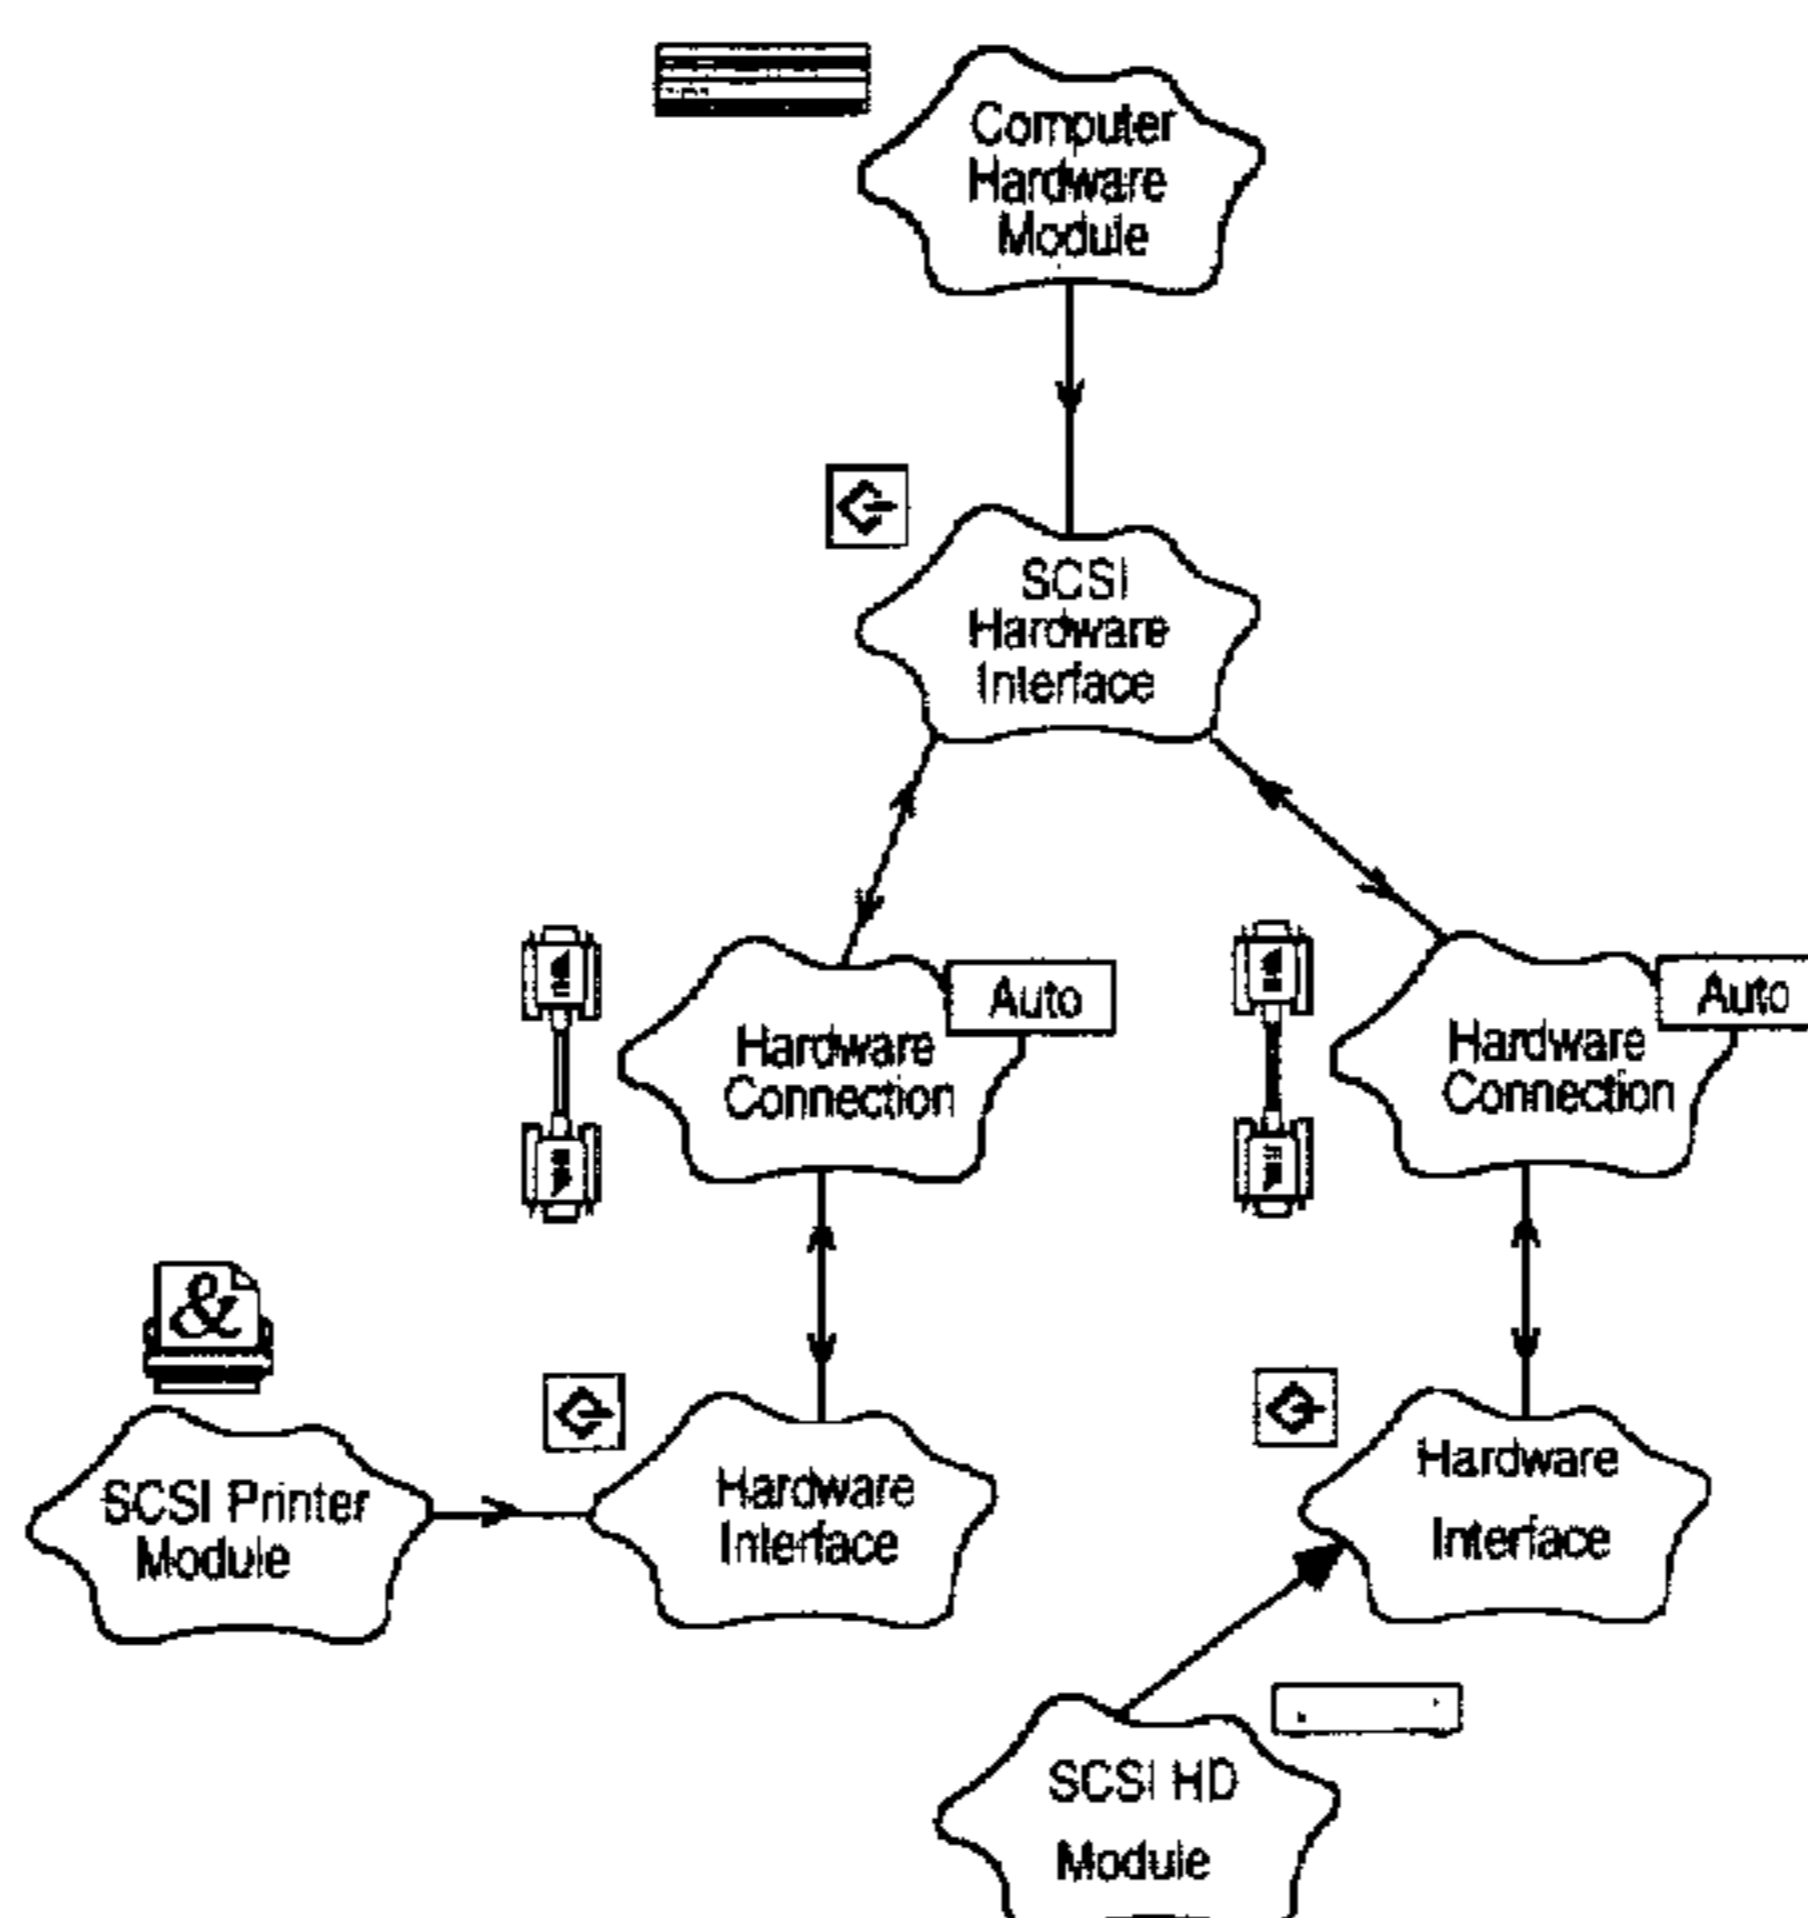 Computer
Hardware
Module
SCSI
Hardware
Interface
Auto
Hardware
Connection
Auto
Hardware
Connection
&
SCSI Printer
Module
Hardware
Interface
Hardware
Interface
SCSI HD
Module